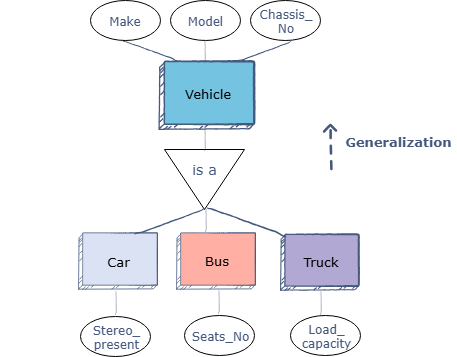 Make
Model
Chassis_
No
Vehicle
Generalization
is a
Car
Bus
Truck
Stereo_
present
Seats_No
Load_
capacity